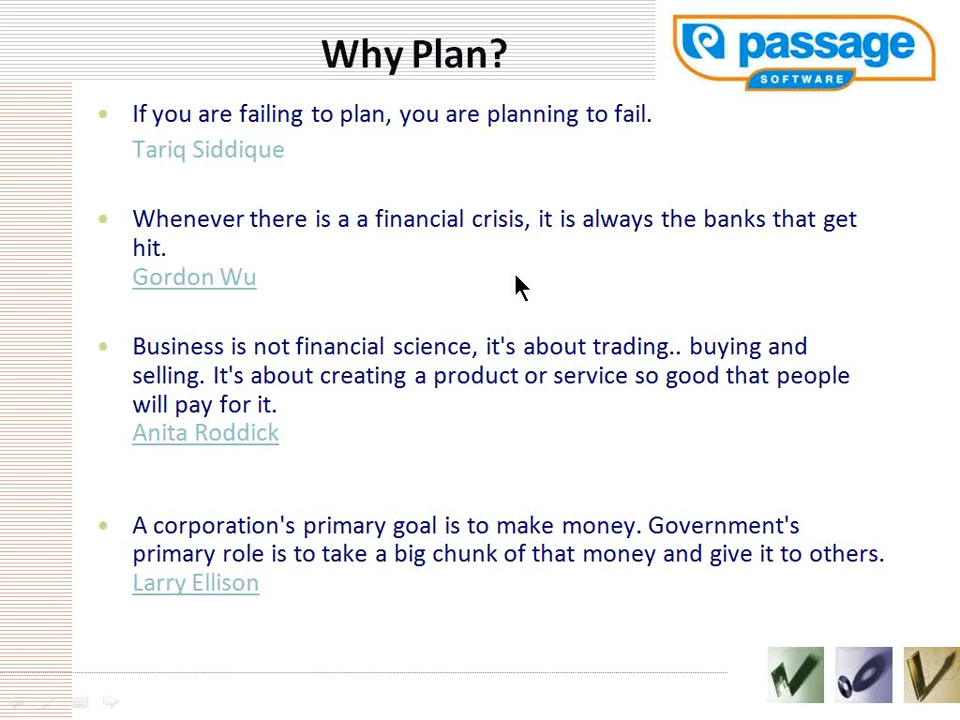 Why Plan?
passage
SOFTWARE
If you are failing to plan, you are planning to fail.
Tariq Siddique
Whenever there is a a financial crisis, it is always the banks that get
hit.
Gordon Wu
Business is not financial science, it's about trading.. buying and
selling. It's about creating a product or service so good that people
will pay for it.
Anita Roddick
A corporation's primary goal is to make money. Government's
primary role is to take a big chunk of that money and give it to others.
Larry Ellison